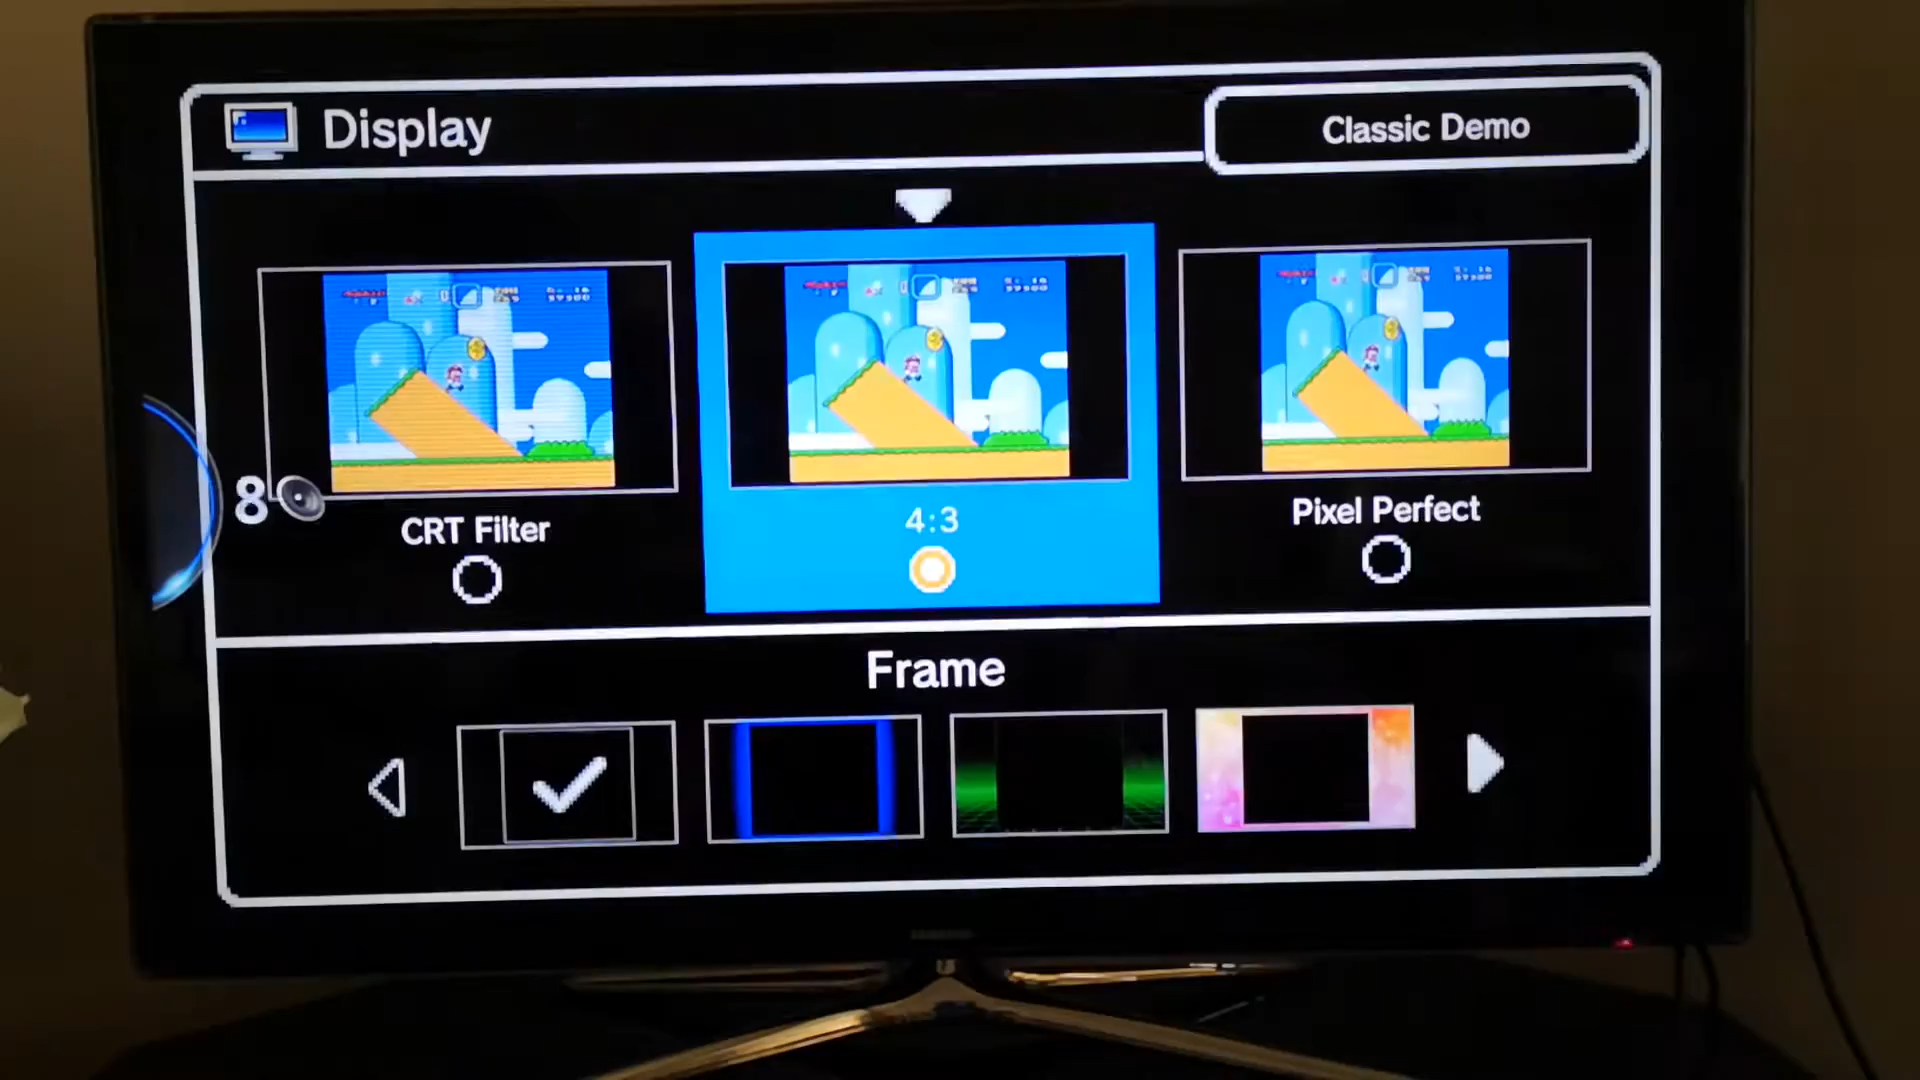 Display
Classic Demo
8
CRT Filter
4:3
Pixel Perfect
Frame